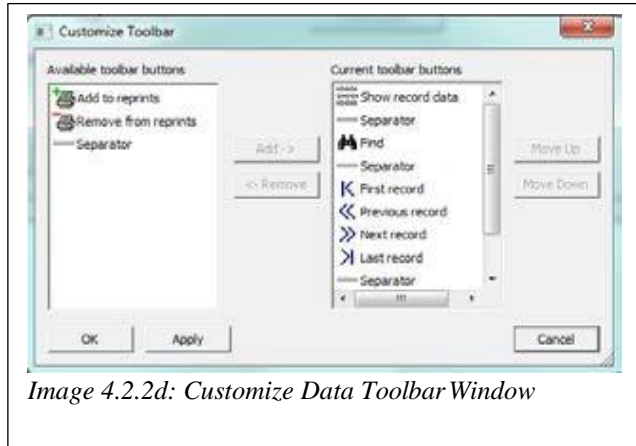 Customize Toolbar
Available toolbar buttons
Add to reprints
Remove from reprints
Separator
Add ->
<- Remove
Current toolbar buttons
Show record data
Separator
Find
Separator
First record
Previous record
Next record
Last record
Separator
Move Up
Move Down
OK
Apply
Cancel
Image 4.2.2d: Customize Data Toolbar Window